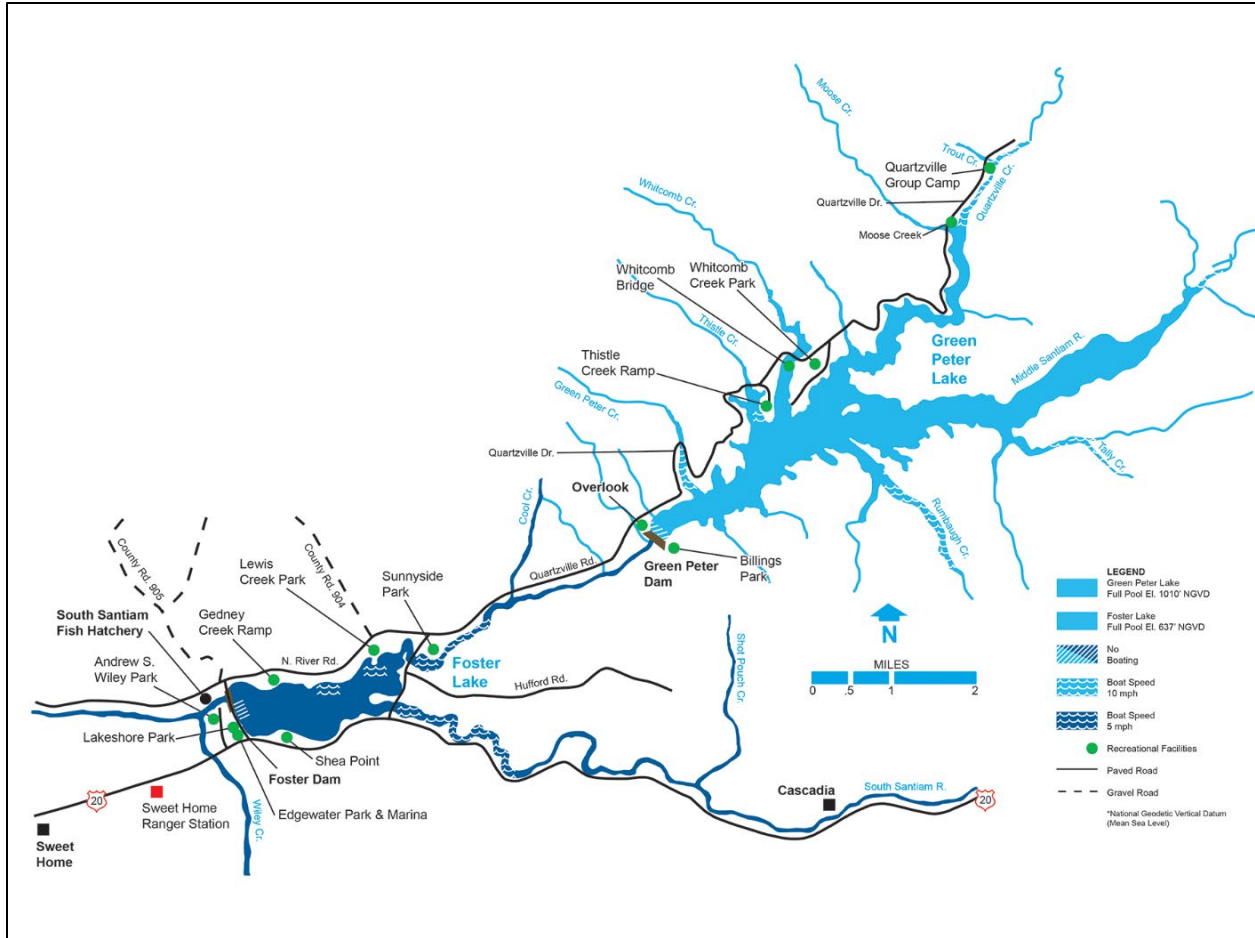 Moose Cr.
Trout Cr.
Quartzville
Group Camp
Quartzville Cr.
Quartzville Dr.
Moose Creek
Whitcomb Cr.
Whitcomb
Bridge
Whitcomb
Creek Park
Thistle Cr.
Thistle
Creek Ramp
Green
Peter
Lake
Middle Santiam R.
Green Peter Cr.
Quartzville Dr.
Tally Cr.
Rumbaugh Cr.
Overlook
Cool Cr.
Quartzville Rd.
Green Peter
Dam
Billings
Park
County Rd. 905
County Rd. 904
Lewis
Creek Park
Sunnyside
Park
South Santiam
Fish Hatchery
Gedney
Creek Ramp
N. River Rd.
Andrew S.
Wiley Park
Foster
Lake
Hufford Rd.
Shot Pouch Cr.
Lakeshore Park
Shea Point
Foster Dam
Edgewater Park & Marina
Wiley Cr.
20
Sweet Home
Ranger Station
Sweet
Home
Cascadia
South Santiam R.
20
N
MILES
0 .5 1 2
LEGEND
Green Peter Lake
Full Pool El. 1010' NGVD
Foster Lake
Full Pool El. 637' NGVD
No
Boating
Boat Speed
10 mph
Boat Speed
5 mph
Recreational Facilities
Paved Road
Gravel Road
*National Geodetic Vertical Datum
(Mean Sea Level)